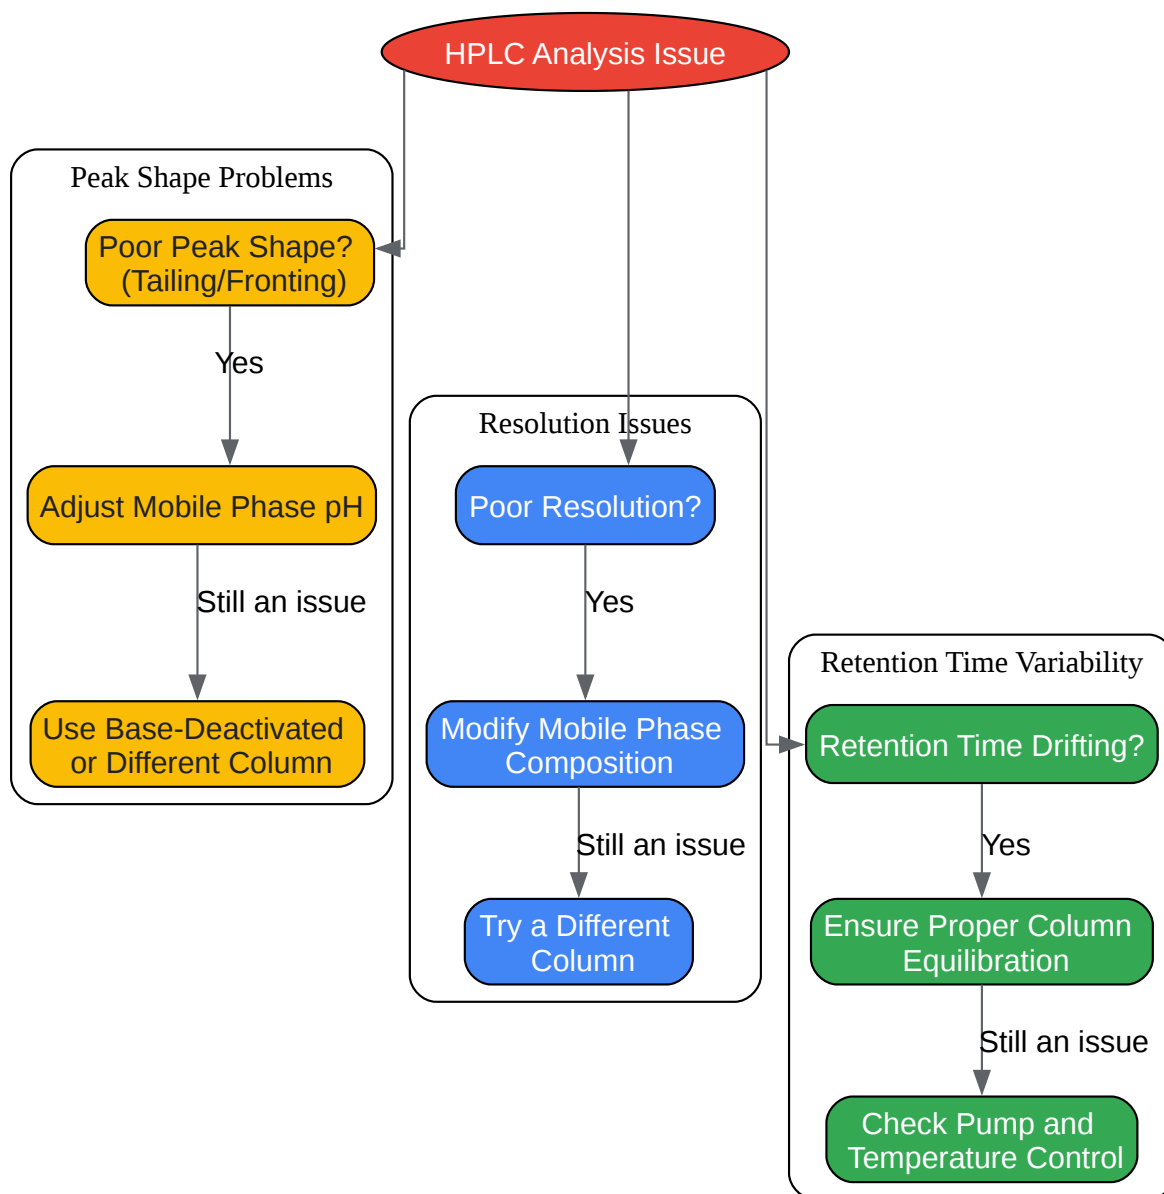 HPLC Analysis Issue
Peak Shape Problems
Poor Peak Shape?
(Tailing/Fronting)
Yes
Adjust Mobile Phase pH
Still an issue
Use Base-Deactivated
or Different Column
Resolution Issues
Poor Resolution?
Yes
Modify Mobile Phase
Composition
Still an issue
Try a Different
Column
Retention Time Variability
Retention Time Drifting?
Yes
Ensure Proper Column
Equilibration
Still an issue
Check Pump and
Temperature Control